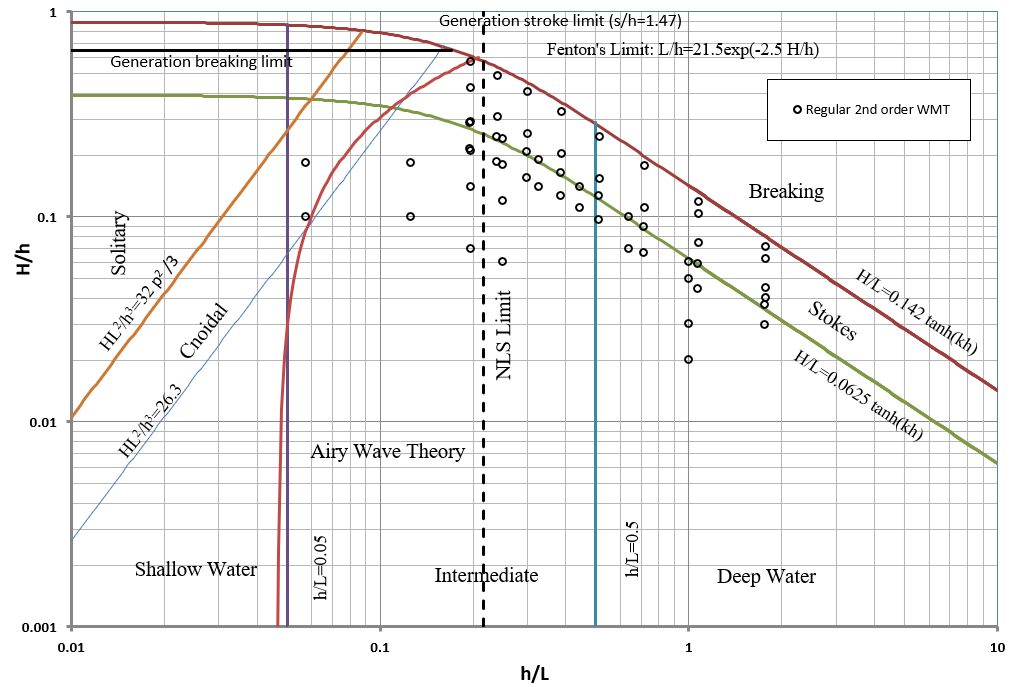 Generation stroke limit (s/h=1.47)
Generation breaking limit
Fenton's Limit: L/h=21.5exp(-2.5 H/h)
Regular 2nd order WMT
Breaking
Solitary
HL²/h³=32 p²/3
Cnoidal
HL²/h³=26.3
NLS Limit
Stokes
H/L=0.142 tanh(kh)
H/L=0.0625 tanh(kh)
Airy Wave Theory
Shallow Water
h/L=0.05
Intermediate
h/L=0.5
Deep Water
H/h
1
0.1
0.01
0.001
0.01
0.1
1
10
h/L